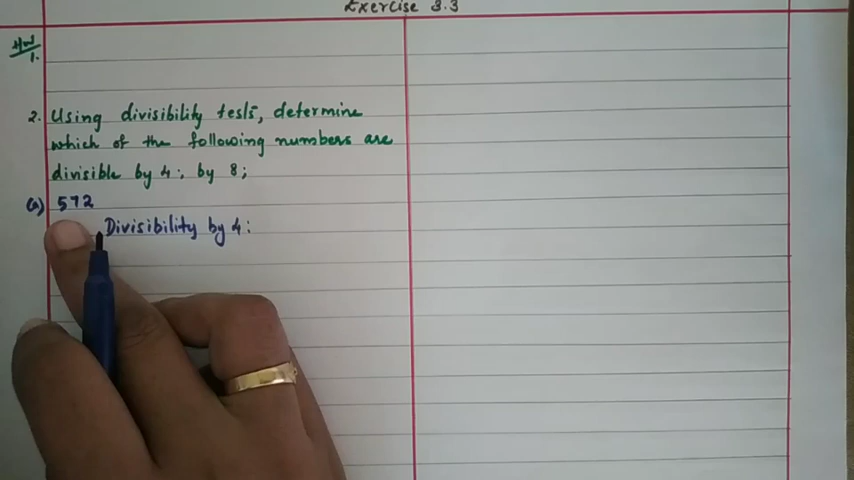 Exercise 3.3
HW
1.
2. Using divisibility tests, determine
which of the following numbers are
divisible by 4; by 8;
(a) 572
Divisibility by 4: